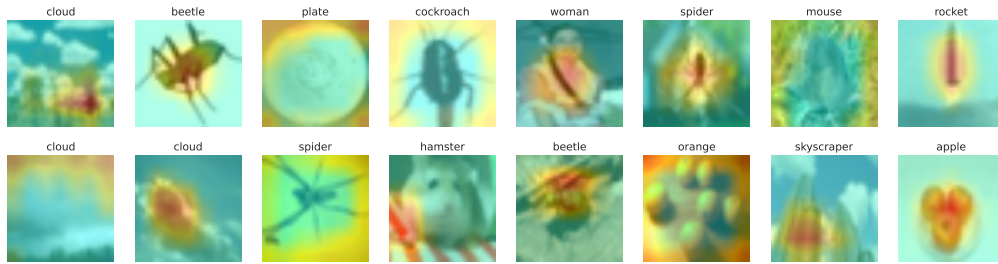 cloud beetle plate cockroach woman spider mouse rocket
cloud cloud spider hamster beetle orange skyscraper apple